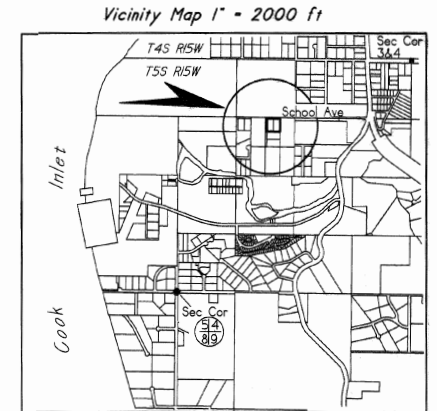 Vicinity Map 1" = 2000 ft
T4S R15W
Sec Cor
3&4
T5S R15W
School Ave
Inlet
Cook
Sec Cor
5 4
8 9